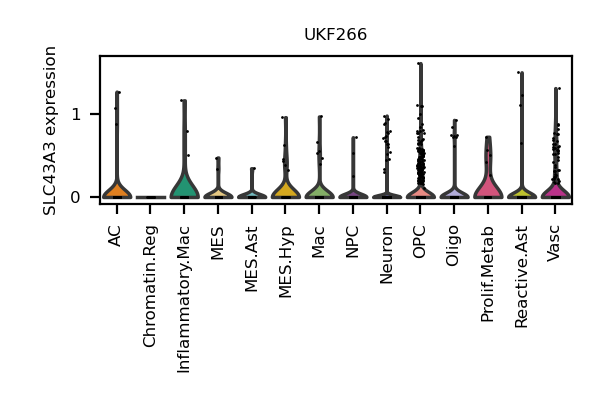 UKF266
SLC43A3 expression
1
0
AC
Chromatin.Reg
Inflammatory.Mac
MES
MES.Ast
MES.Hyp
Mac
NPC
Neuron
OPC
Oligo
Prolif.Metab
Reactive.Ast
Vasc